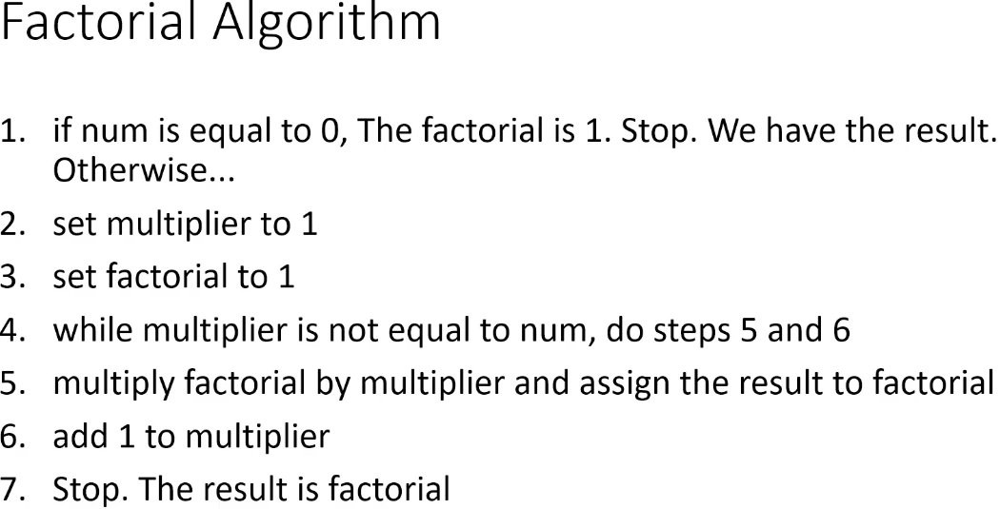 Factorial Algorithm
1. if num is equal to 0, The factorial is 1. Stop. We have the result.
Otherwise...
2. set multiplier to 1
3. set factorial to 1
4. while multiplier is not equal to num, do steps 5 and 6
5. multiply factorial by multiplier and assign the result to factorial
6. add 1 to multiplier
7. Stop. The result is factorial